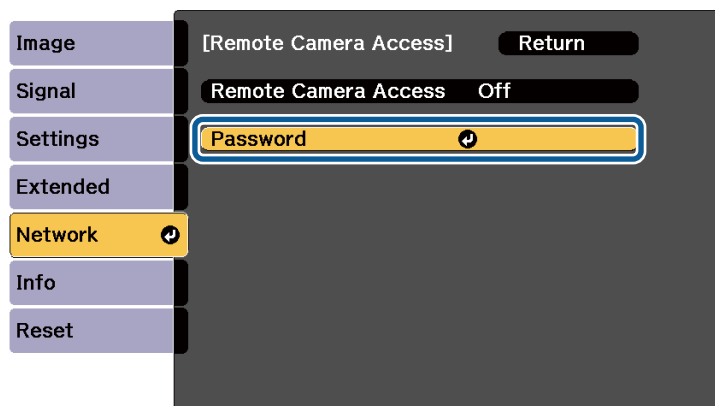 Image
Signal
Settings
Extended
Network
Info
Reset
[Remote Camera Access] Return
Remote Camera Access Off
Password